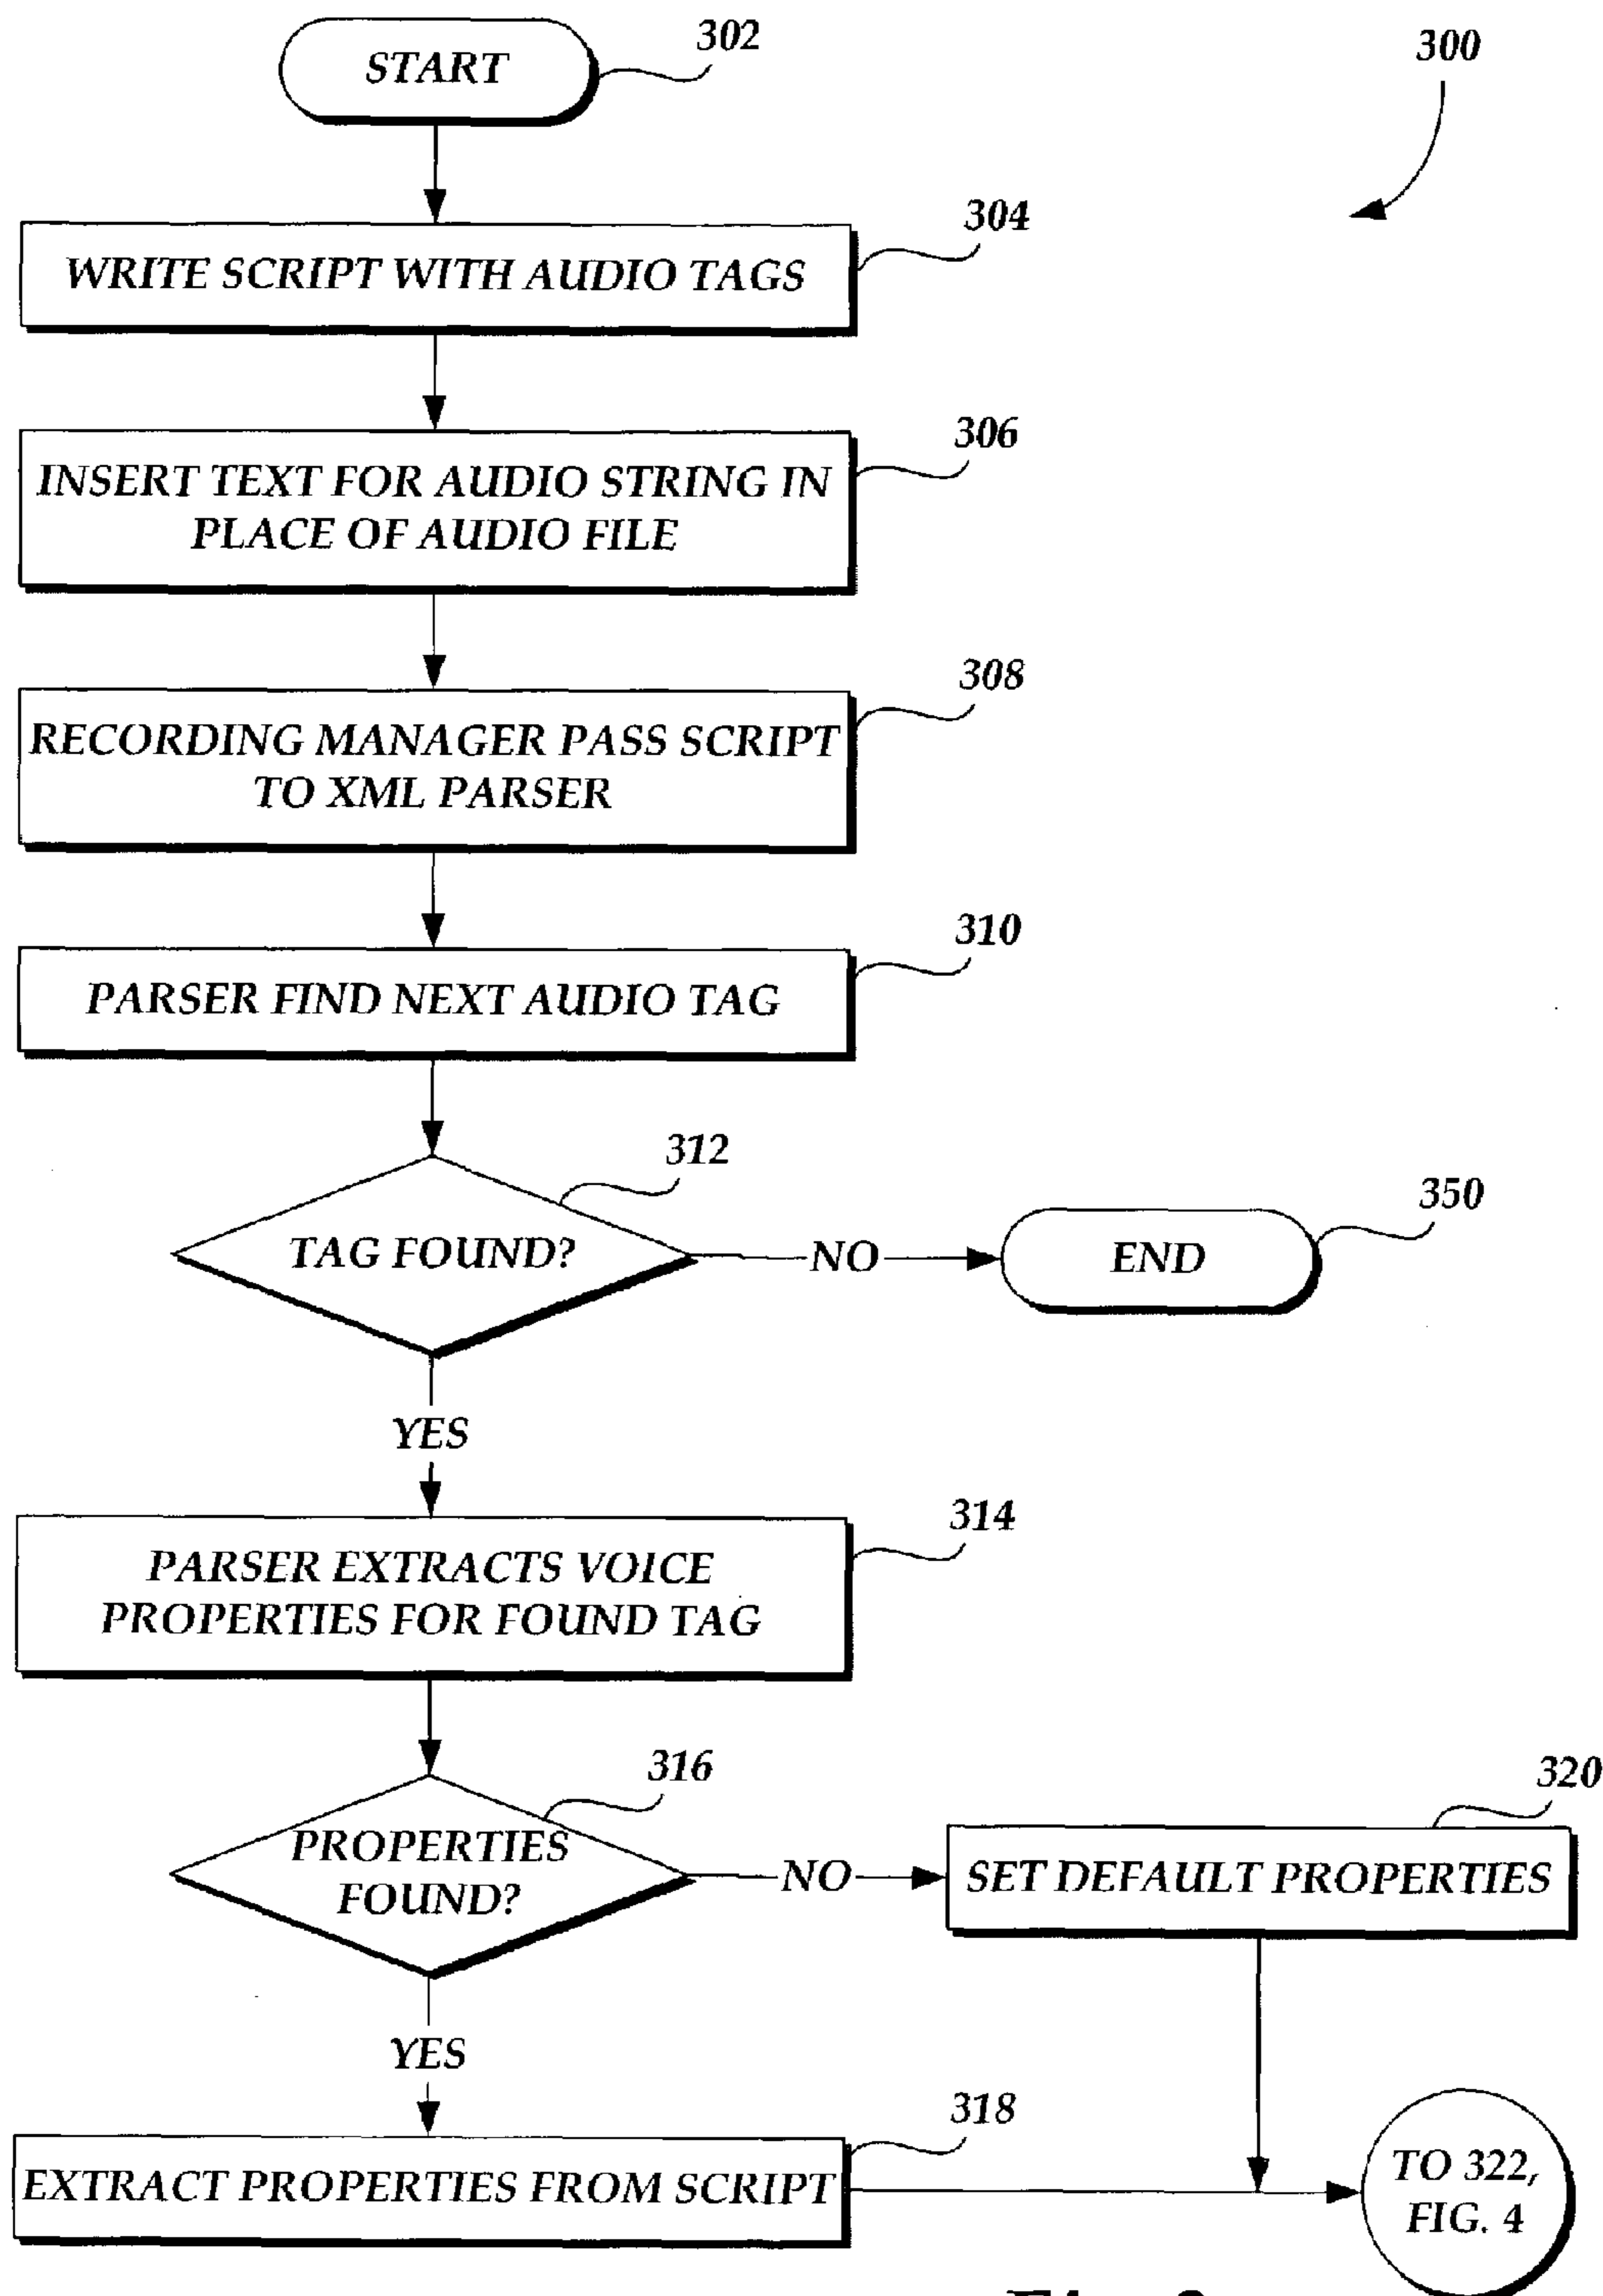 302
START
300
304
WRITE SCRIPT WITH AUDIO TAGS
306
INSERT TEXT FOR AUDIO STRING IN
PLACE OF AUDIO FILE
308
RECORDING MANAGER PASS SCRIPT
TO XML PARSER
310
PARSER FIND NEXT AUDIO TAG
312
TAG FOUND?
NO
350
END
YES
314
PARSER EXTRACTS VOICE
PROPERTIES FOR FOUND TAG
316
PROPERTIES
FOUND?
NO
320
SET DEFAULT PROPERTIES
YES
318
EXTRACT PROPERTIES FROM SCRIPT
TO 322,
FIG. 4